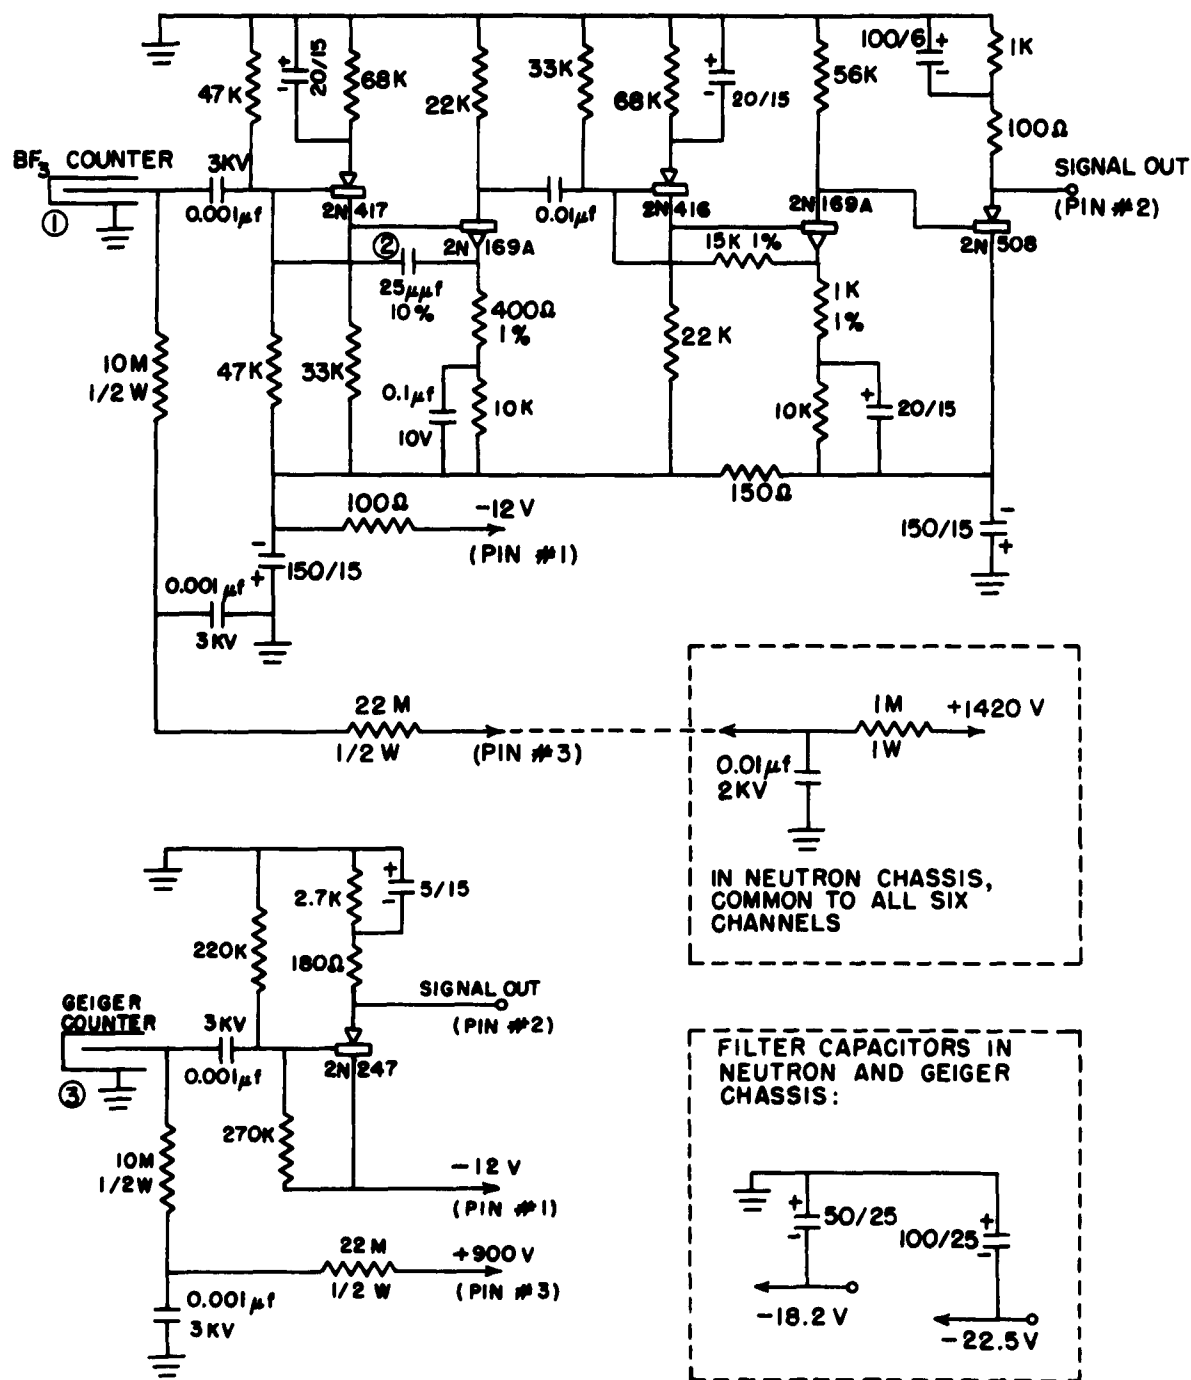 47K
20/15
68K
22K
33K
68K
20/15
56K
100/6
1K
100Ω
BF3 COUNTER
3KV
0.001μf
①
2N417
②
2N169A
0.01μf
2N416
2N169A
SIGNAL OUT
(PIN #2)
2N508
25μμf
10%
15K 1%
400Ω
1%
1K
1%
10M
1/2 W
47K
33K
0.1μf
10V
10K
22K
10K
20/15
150Ω
100Ω
-12V
(PIN #1)
150/15
150/15
0.001μf
3KV
22M
1/2 W
(PIN #3)
1M
1W
+1420 V
0.01μf
2KV
IN NEUTRON CHASSIS,
COMMON TO ALL SIX
CHANNELS
2.7K
5/15
220K
180Ω
SIGNAL OUT
(PIN #2)
GEIGER
COUNTER
3KV
0.001μf
③
2N247
270K
10M
1/2W
-12 V
(PIN #1)
22M
1/2 W
+900V
(PIN #3)
0.001μf
3KV
FILTER CAPACITORS IN
NEUTRON AND GEIGER
CHASSIS:
50/25
100/25
-18.2 V
-22.5V